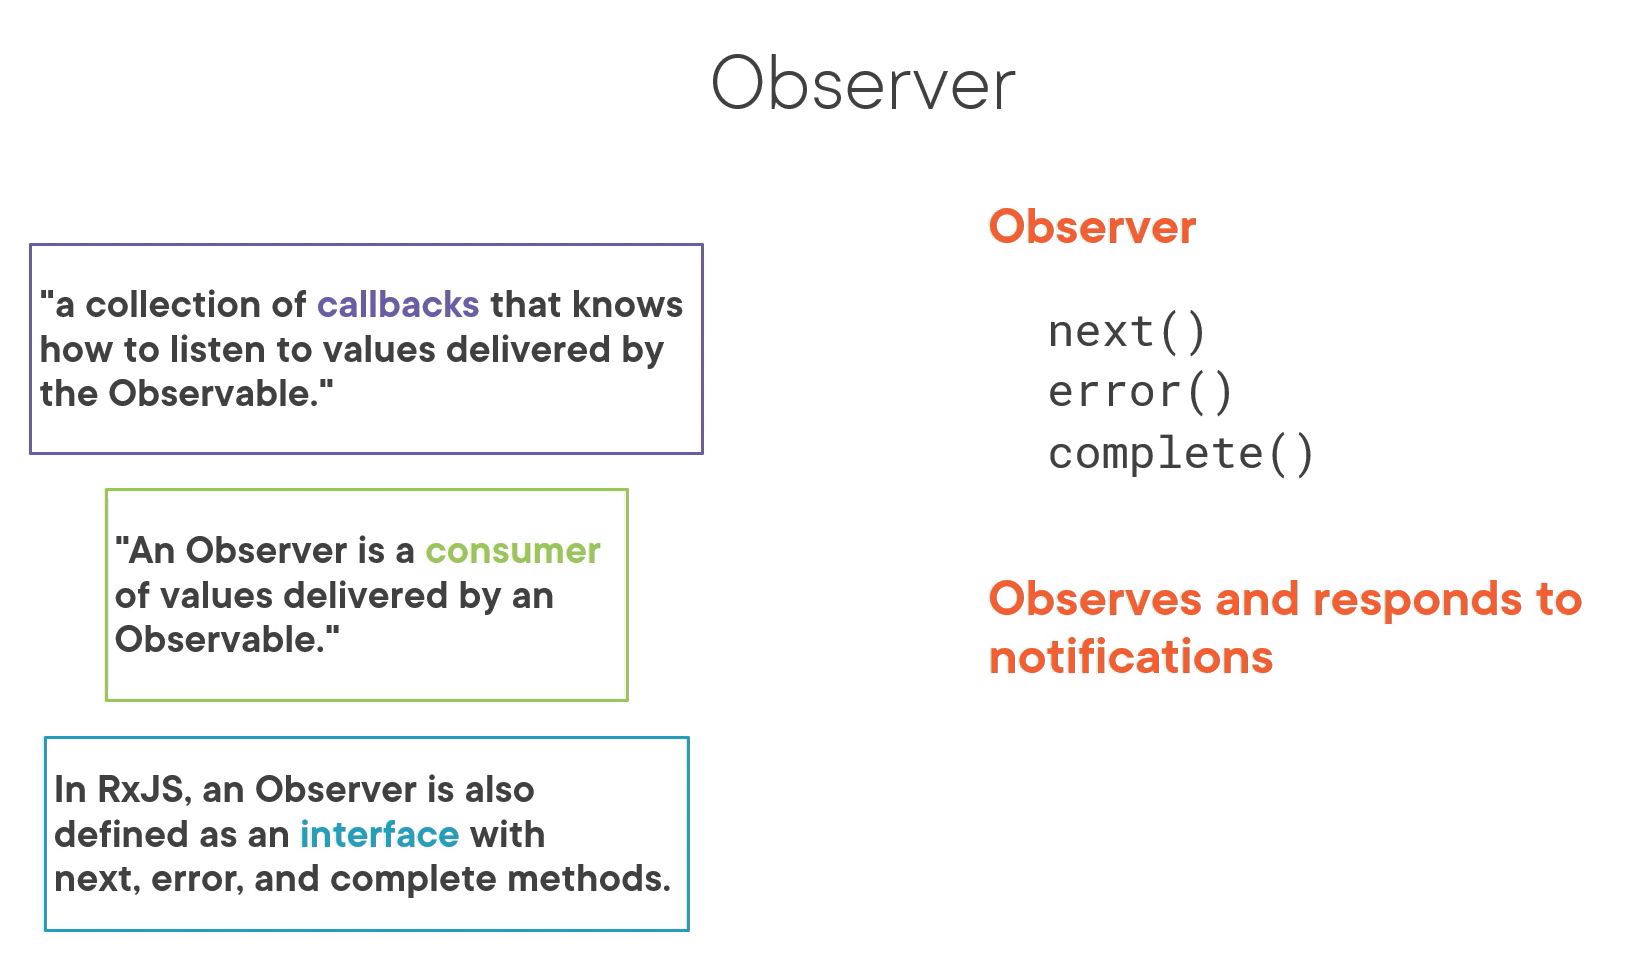 Observer
"a collection of callbacks that knows
how to listen to values delivered by
the Observable."
"An Observer is a consumer
of values delivered by an
Observable."
In RxJS, an Observer is also
defined as an interface with
next, error, and complete methods.
Observer
next()
error()
complete()
Observes and responds to
notifications